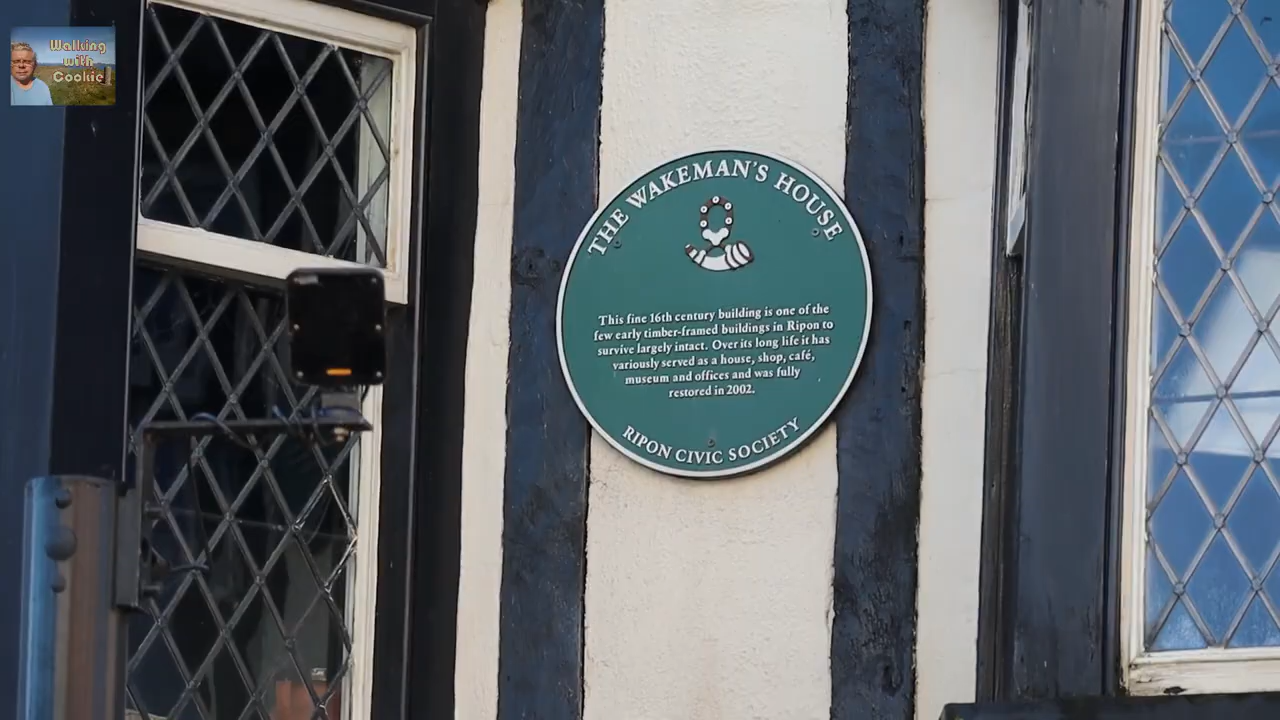 Walking
with
Cookie
THE WAKEMAN'S HOUSE
This fine 16th century building is one of the
few early timber-framed buildings in Ripon to
survive largely intact. Over its long life it has
variously served as a house, shop, café,
museum and offices and was fully
restored in 2002.
RIPON CIVIC SOCIETY